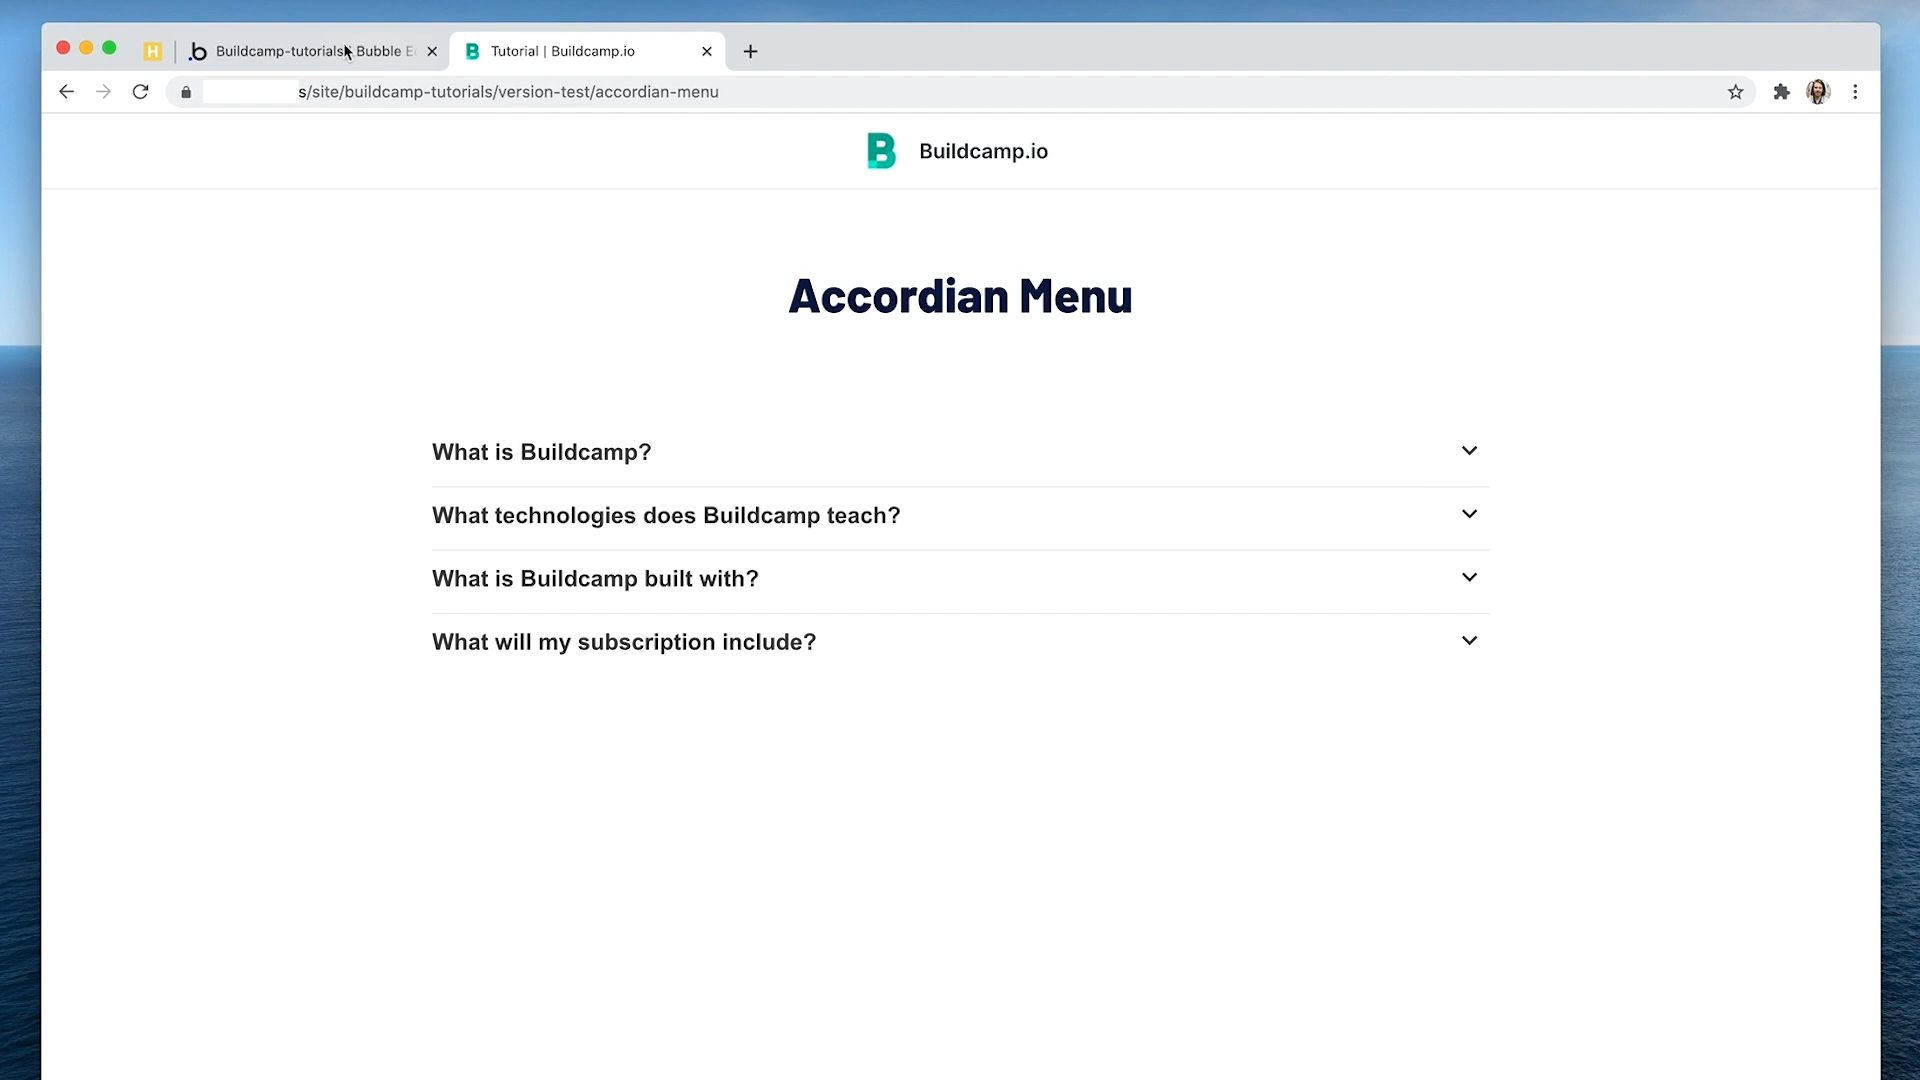 H
b Buildcamp-tutorials - Bubble E
B Tutorial | Buildcamp.io
s/site/buildcamp-tutorials/version-test/accordian-menu
B Buildcamp.io
Accordian Menu
What is Buildcamp?
What technologies does Buildcamp teach?
What is Buildcamp built with?
What will my subscription include?